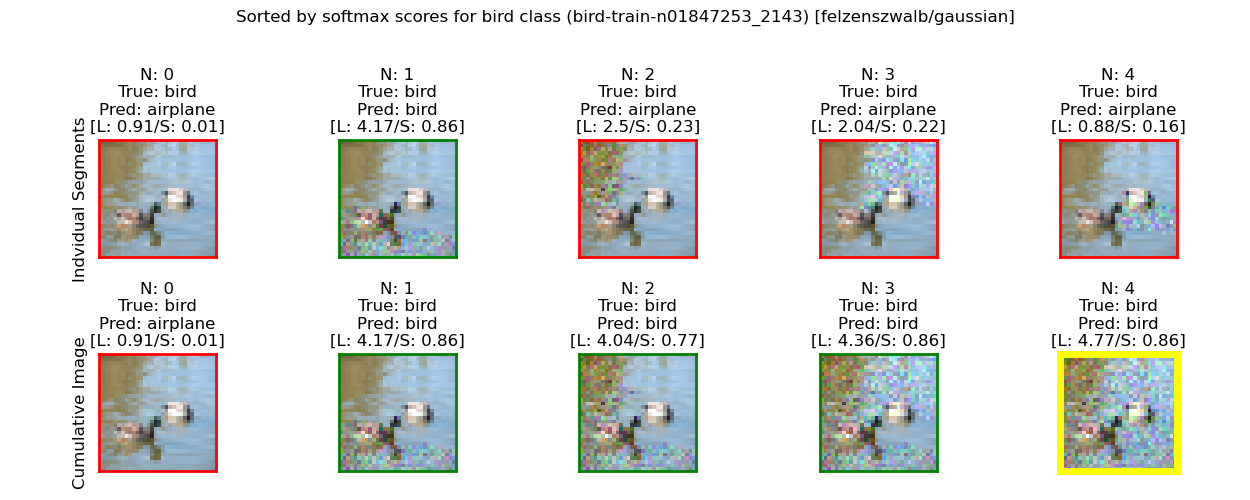 Sorted by softmax scores for bird class (bird-train-n01847253_2143) [felzenszwalb/gaussian]
Indvidual Segments
N: 0
True: bird
Pred: airplane
[L: 0.91/S: 0.01]
N: 1
True: bird
Pred: bird
[L: 4.17/S: 0.86]
N: 2
True: bird
Pred: airplane
[L: 2.5/S: 0.23]
N: 3
True: bird
Pred: airplane
[L: 2.04/S: 0.22]
N: 4
True: bird
Pred: airplane
[L: 0.88/S: 0.16]
Cumulative Image
N: 0
True: bird
Pred: airplane
[L: 0.91/S: 0.01]
N: 1
True: bird
Pred: bird
[L: 4.17/S: 0.86]
N: 2
True: bird
Pred: bird
[L: 4.04/S: 0.77]
N: 3
True: bird
Pred: bird
[L: 4.36/S: 0.86]
N: 4
True: bird
Pred: bird
[L: 4.77/S: 0.86]